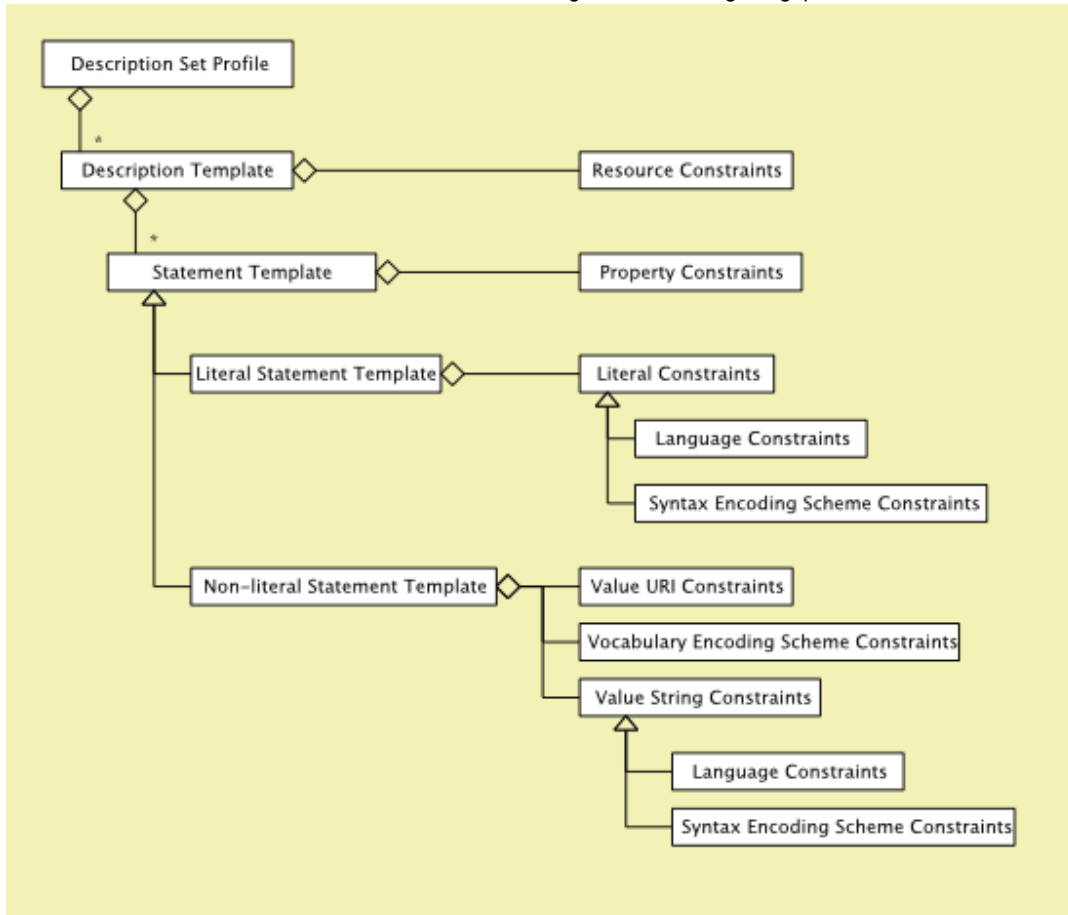 Description Set Profile
*
Description Template
Resource Constraints
*
Statement Template
Property Constraints
Literal Statement Template
Literal Constraints
Language Constraints
Syntax Encoding Scheme Constraints
Non-literal Statement Template
Value URI Constraints
Vocabulary Encoding Scheme Constraints
Value String Constraints
Language Constraints
Syntax Encoding Scheme Constraints